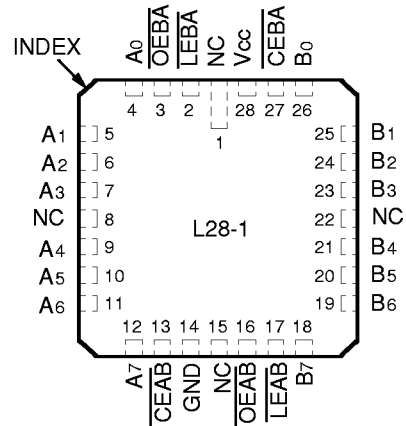 INDEX
A0 OEBA LEBA NC Vcc CEBA B0
4 3 2 1 28 27 26
A1 5 25 B1
A2 6 24 B2
A3 7 23 B3
NC 8 22 NC
L28-1
A4 9 21 B4
A5 10 20 B5
A6 11 19 B6
12 13 14 15 16 17 18
A7 CEAB GND NC OEAB LEAB B7